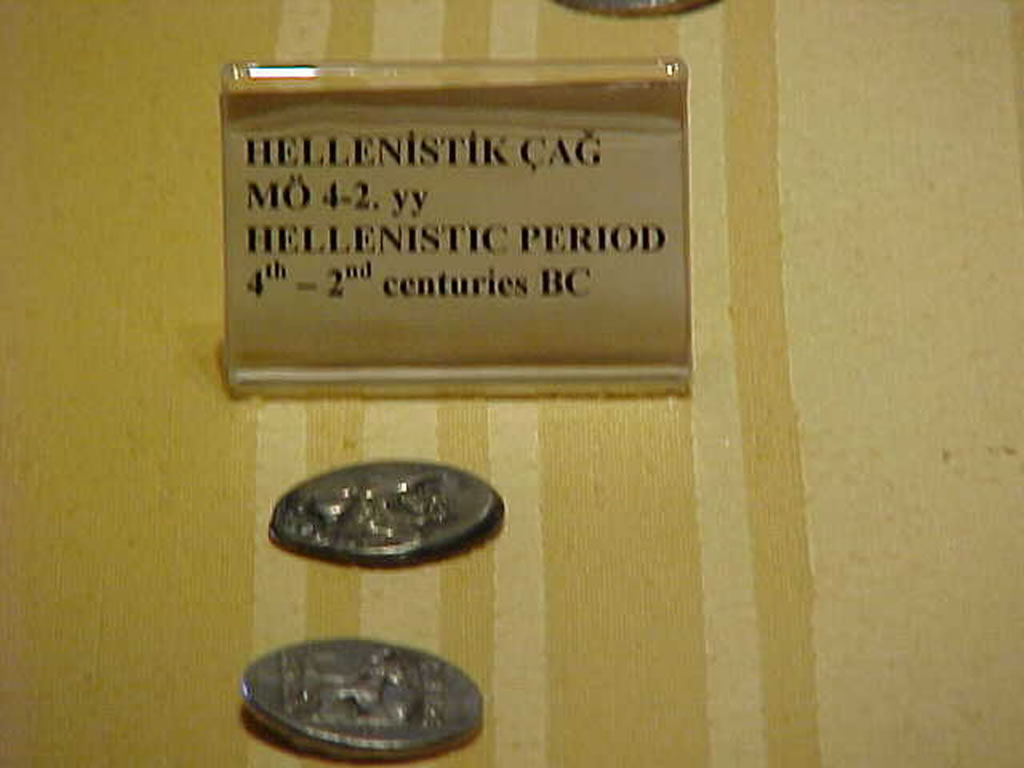 HELLENİSTİK ÇAĞ
MÖ 4-2. yy
HELLENISTIC PERIOD
4th – 2nd centuries BC